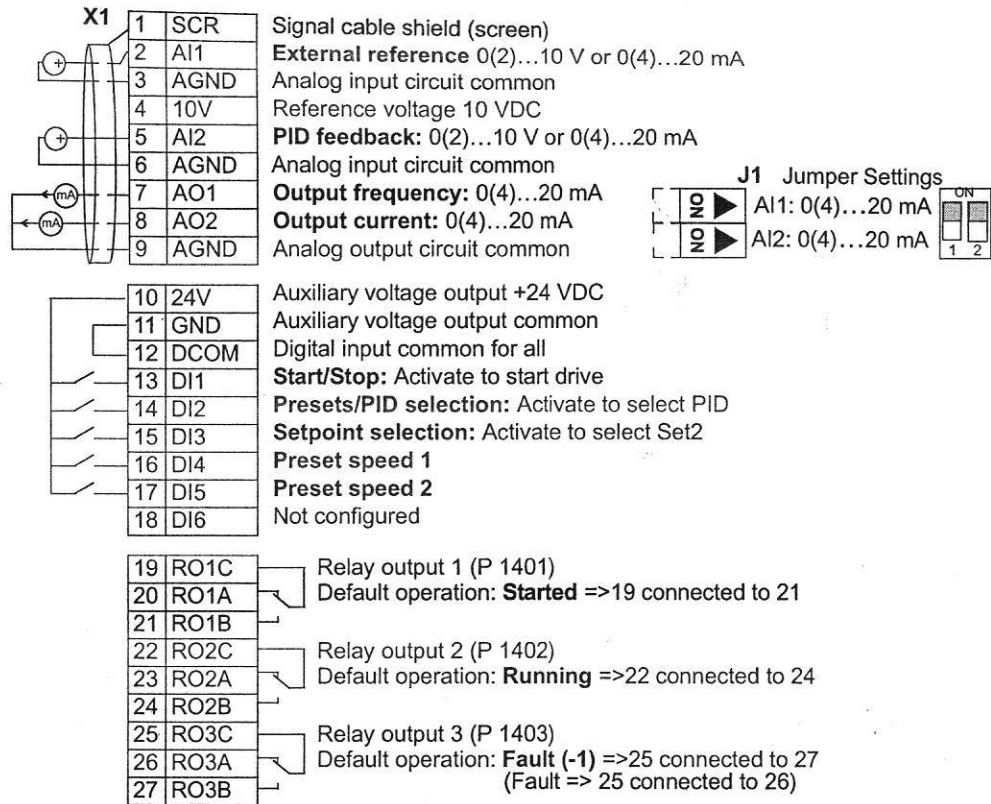 X1
1 SCR Signal cable shield (screen)
2 AI1 External reference 0(2)...10 V or 0(4)...20 mA
3 AGND Analog input circuit common
4 10V Reference voltage 10 VDC
5 AI2 PID feedback: 0(2)...10 V or 0(4)...20 mA
6 AGND Analog input circuit common
7 AO1 Output frequency: 0(4)...20 mA
8 AO2 Output current: 0(4)...20 mA
9 AGND Analog output circuit common
+
+
mA
mA
J1 Jumper Settings
ON AI1: 0(4)...20 mA
ON AI2: 0(4)...20 mA
ON
1 2
10 24V Auxiliary voltage output +24 VDC
11 GND Auxiliary voltage output common
12 DCOM Digital input common for all
13 DI1 Start/Stop: Activate to start drive
14 DI2 Presets/PID selection: Activate to select PID
15 DI3 Setpoint selection: Activate to select Set2
16 DI4 Preset speed 1
17 DI5 Preset speed 2
18 DI6 Not configured
19 RO1C Relay output 1 (P 1401)
20 RO1A Default operation: Started =>19 connected to 21
21 RO1B
22 RO2C Relay output 2 (P 1402)
23 RO2A Default operation: Running =>22 connected to 24
24 RO2B
25 RO3C Relay output 3 (P 1403)
26 RO3A Default operation: Fault (-1) =>25 connected to 27
27 RO3B (Fault => 25 connected to 26)